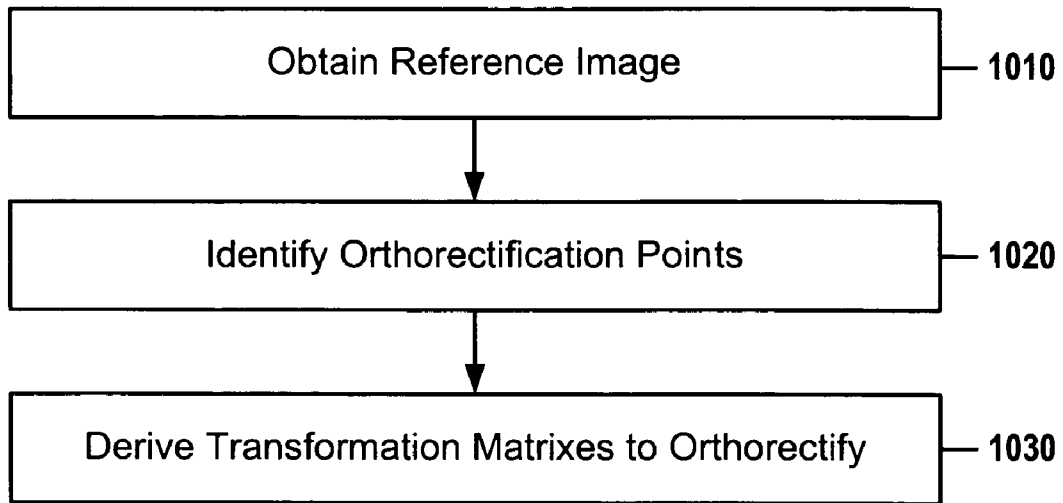 Obtain Reference Image
1010
Identify Orthorectification Points
1020
Derive Transformation Matrixes to Orthorectify
1030